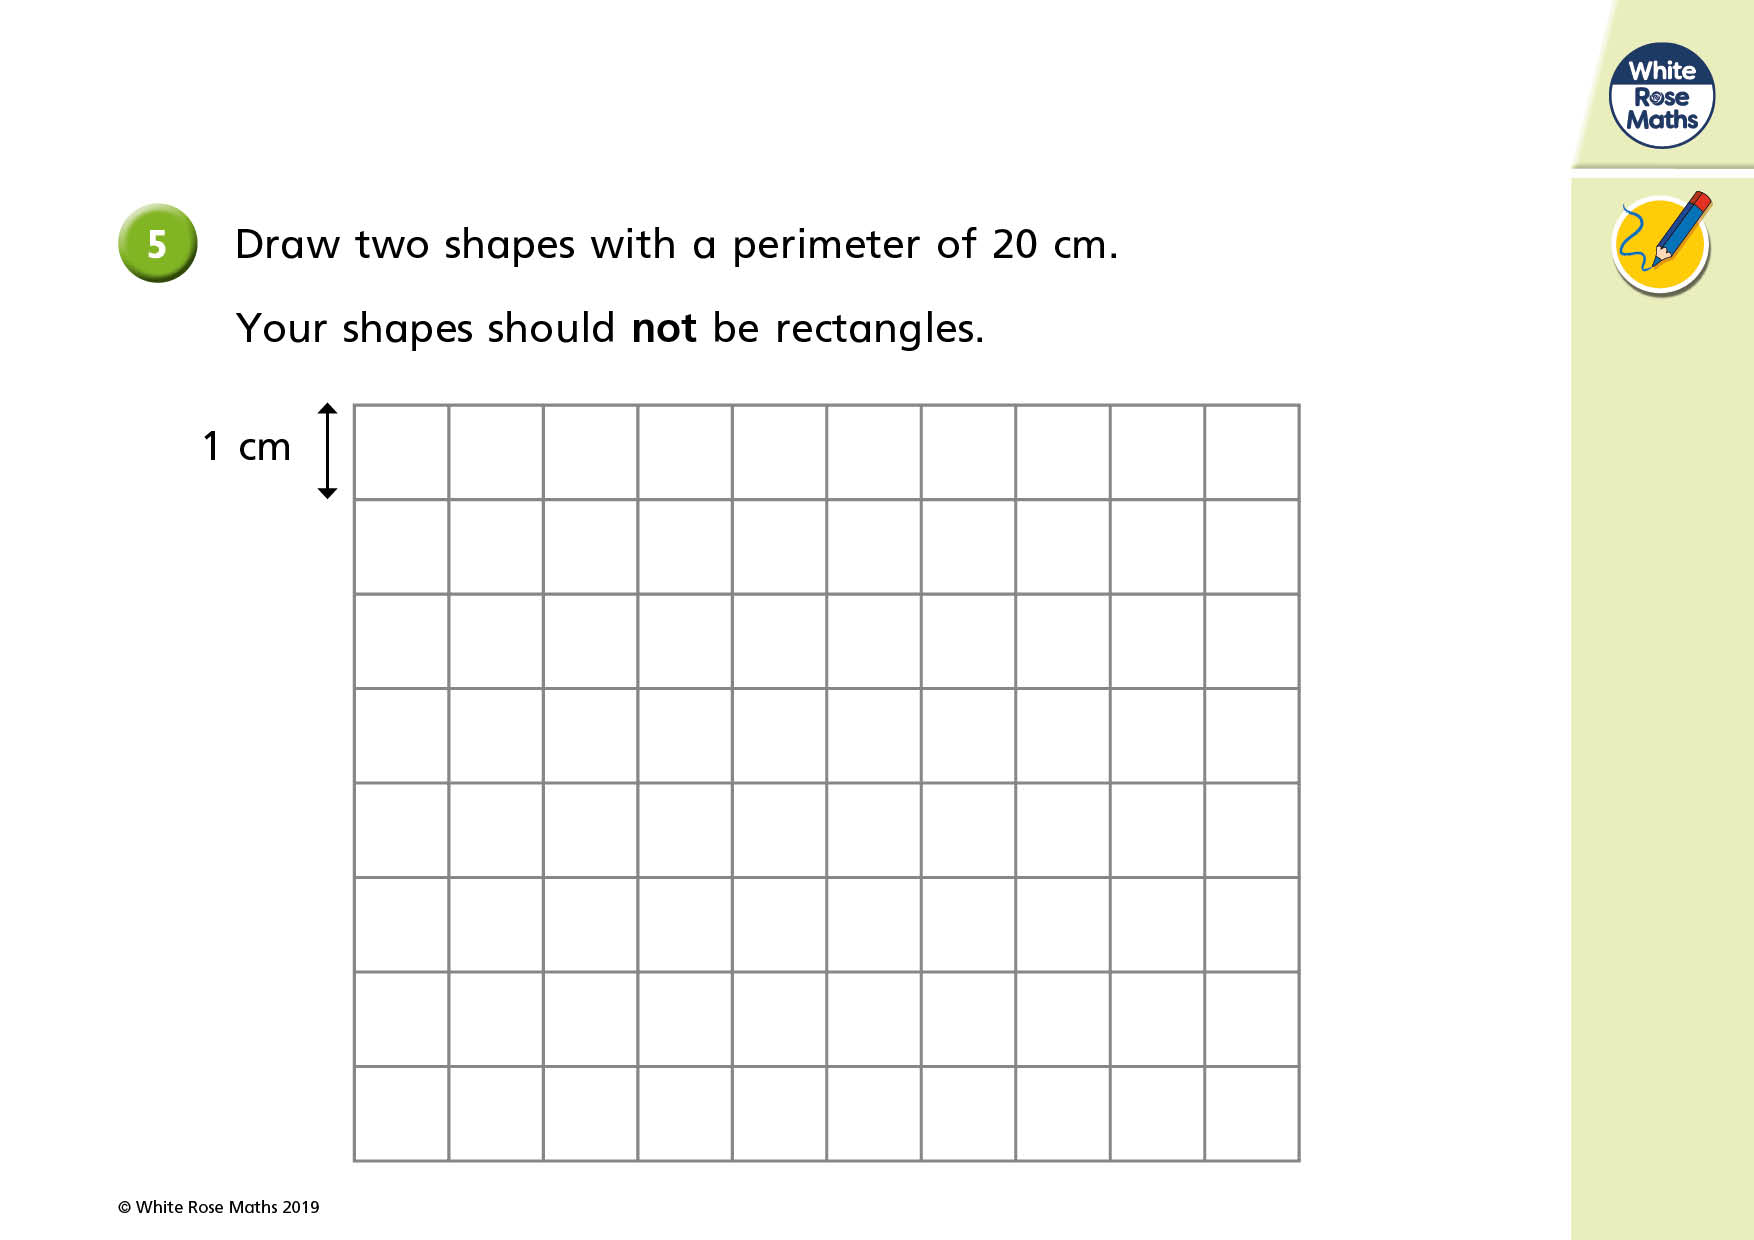 White
Rose
Maths
5 Draw two shapes with a perimeter of 20 cm.
Your shapes should not be rectangles.
1 cm
© White Rose Maths 2019